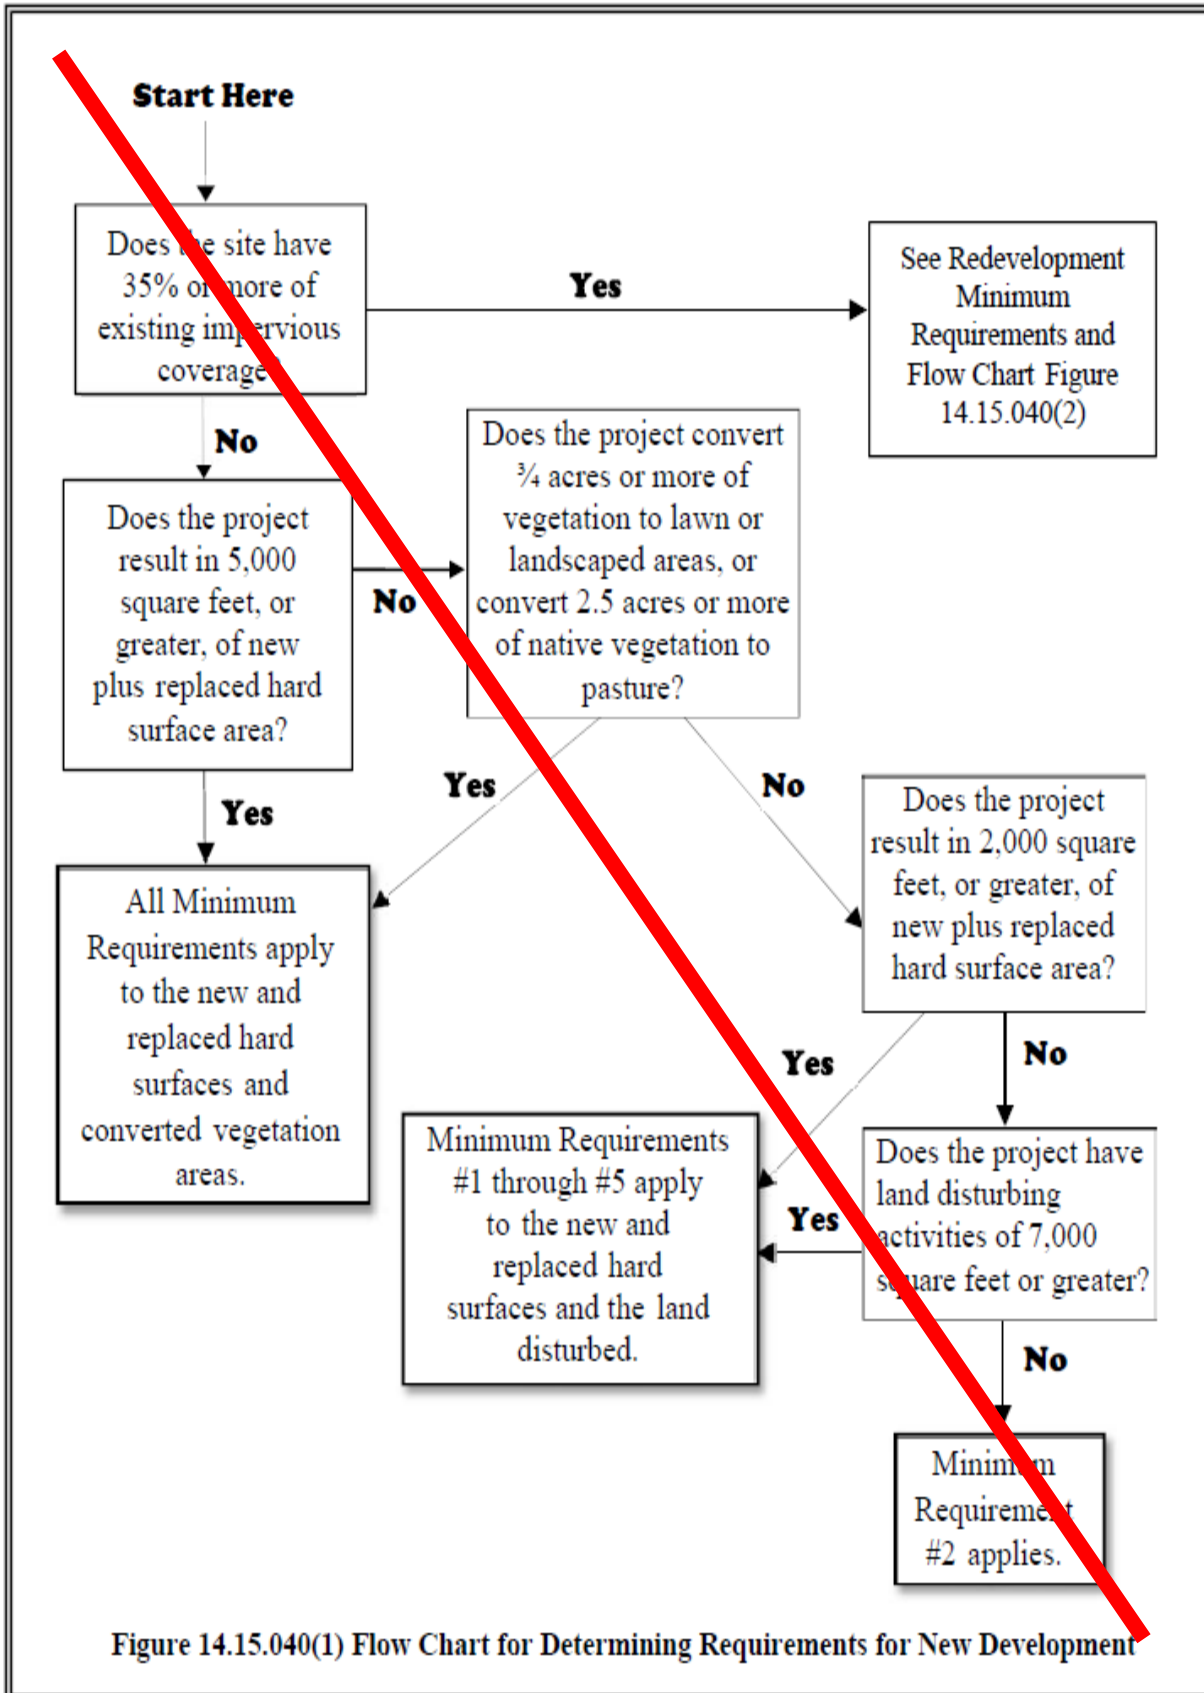 Start Here
Does the site have
35% or more of
existing impervious
coverage?
Yes
See Redevelopment
Minimum
Requirements and
Flow Chart Figure
14.15.040(2)
No
Does the project
result in 5,000
square feet, or
greater, of new
plus replaced hard
surface area?
No
Does the project convert
¾ acres or more of
vegetation to lawn or
landscaped areas, or
convert 2.5 acres or more
of native vegetation to
pasture?
Yes
Yes
No
All Minimum
Requirements apply
to the new and
replaced hard
surfaces and
converted vegetation
areas.
Does the project
result in 2,000 square
feet, or greater, of
new plus replaced
hard surface area?
Yes
No
Minimum Requirements
#1 through #5 apply
to the new and
replaced hard
surfaces and the land
disturbed.
Yes
Does the project have
land disturbing
activities of 7,000
square feet or greater?
No
Minimum
Requirement
#2 applies.
Figure 14.15.040(1) Flow Chart for Determining Requirements for New Development